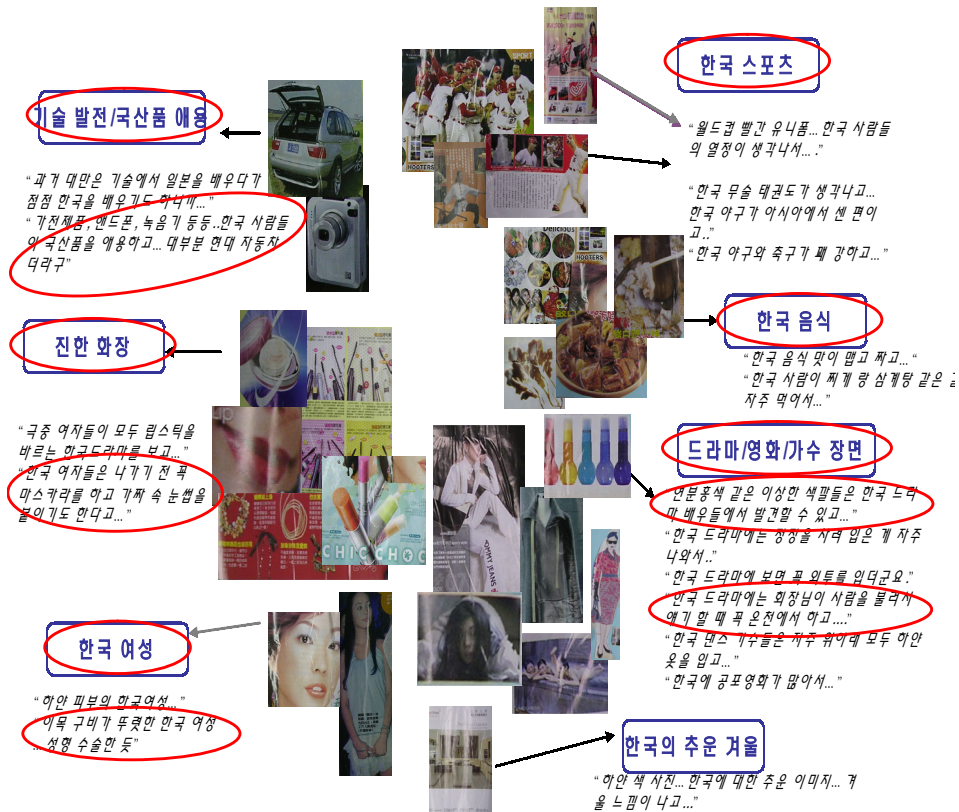 기술 발전/국산품 애용
“과거 대만은 기술에서 일본을 배우다가
점점 한국을 배우기도 하니까...”
“가전제품, 핸드폰, 녹음기 등등..한국 사람들
이 국산품을 애용하고... 대부분 현대 자동차
더라구”
진한 화장
“극중 여자들이 모두 립스틱을
바르는 한국드라마를 보고...”
“한국 여자들은 나가기 전 꼭
마스카라를 하고 가짜 속 눈썹을
붙이기도 한다고...”
한국 여성
“하얀 피부의 한국여성...”
“이목 구비가 뚜렷한 한국 여성
... 성형 수술한 듯”
SPORT
HOOTERS
Delicious
HOOTERS
up
CHIC CHOC
TOMMY JEANS
한국 스포츠
“월드컵 빨간 유니폼... 한국 사람들
의 열정이 생각나서... .”
“한국 무술 태권도가 생각나고...
한국 야구가 아시아에서 센 편이
고..”
“한국 야구와 축구가 꽤 강하고...”
한국 음식
“한국 음식 맛이 맵고 짜고...“
“한국 사람이 찌개 랑 삼계탕 같은
자주 먹어서...”
드라마/영화/가수 장면
연분홍색 같은 이상한 색깔들은 한국 드라
마 배우들에서 발견할 수 있고...”
“한국 드라마에는 정장을 차려 입은 게 자주
나와서..”
“한국 드라마에 보면 꼭 외투를 입더군요.”
“한국 드라마에는 회장님이 사람을 불러서
얘기 할 때 꼭 온천에서 하고....”
“한국 댄스 가수들은 자주 위아래 모두 하얀
옷을 입고...”
“한국에 공포영화가 많아서...”
한국의 추운 겨울
“하얀 색 사진... 한국에 대한 추운 이미지... 겨
울 느낌이 나고...”